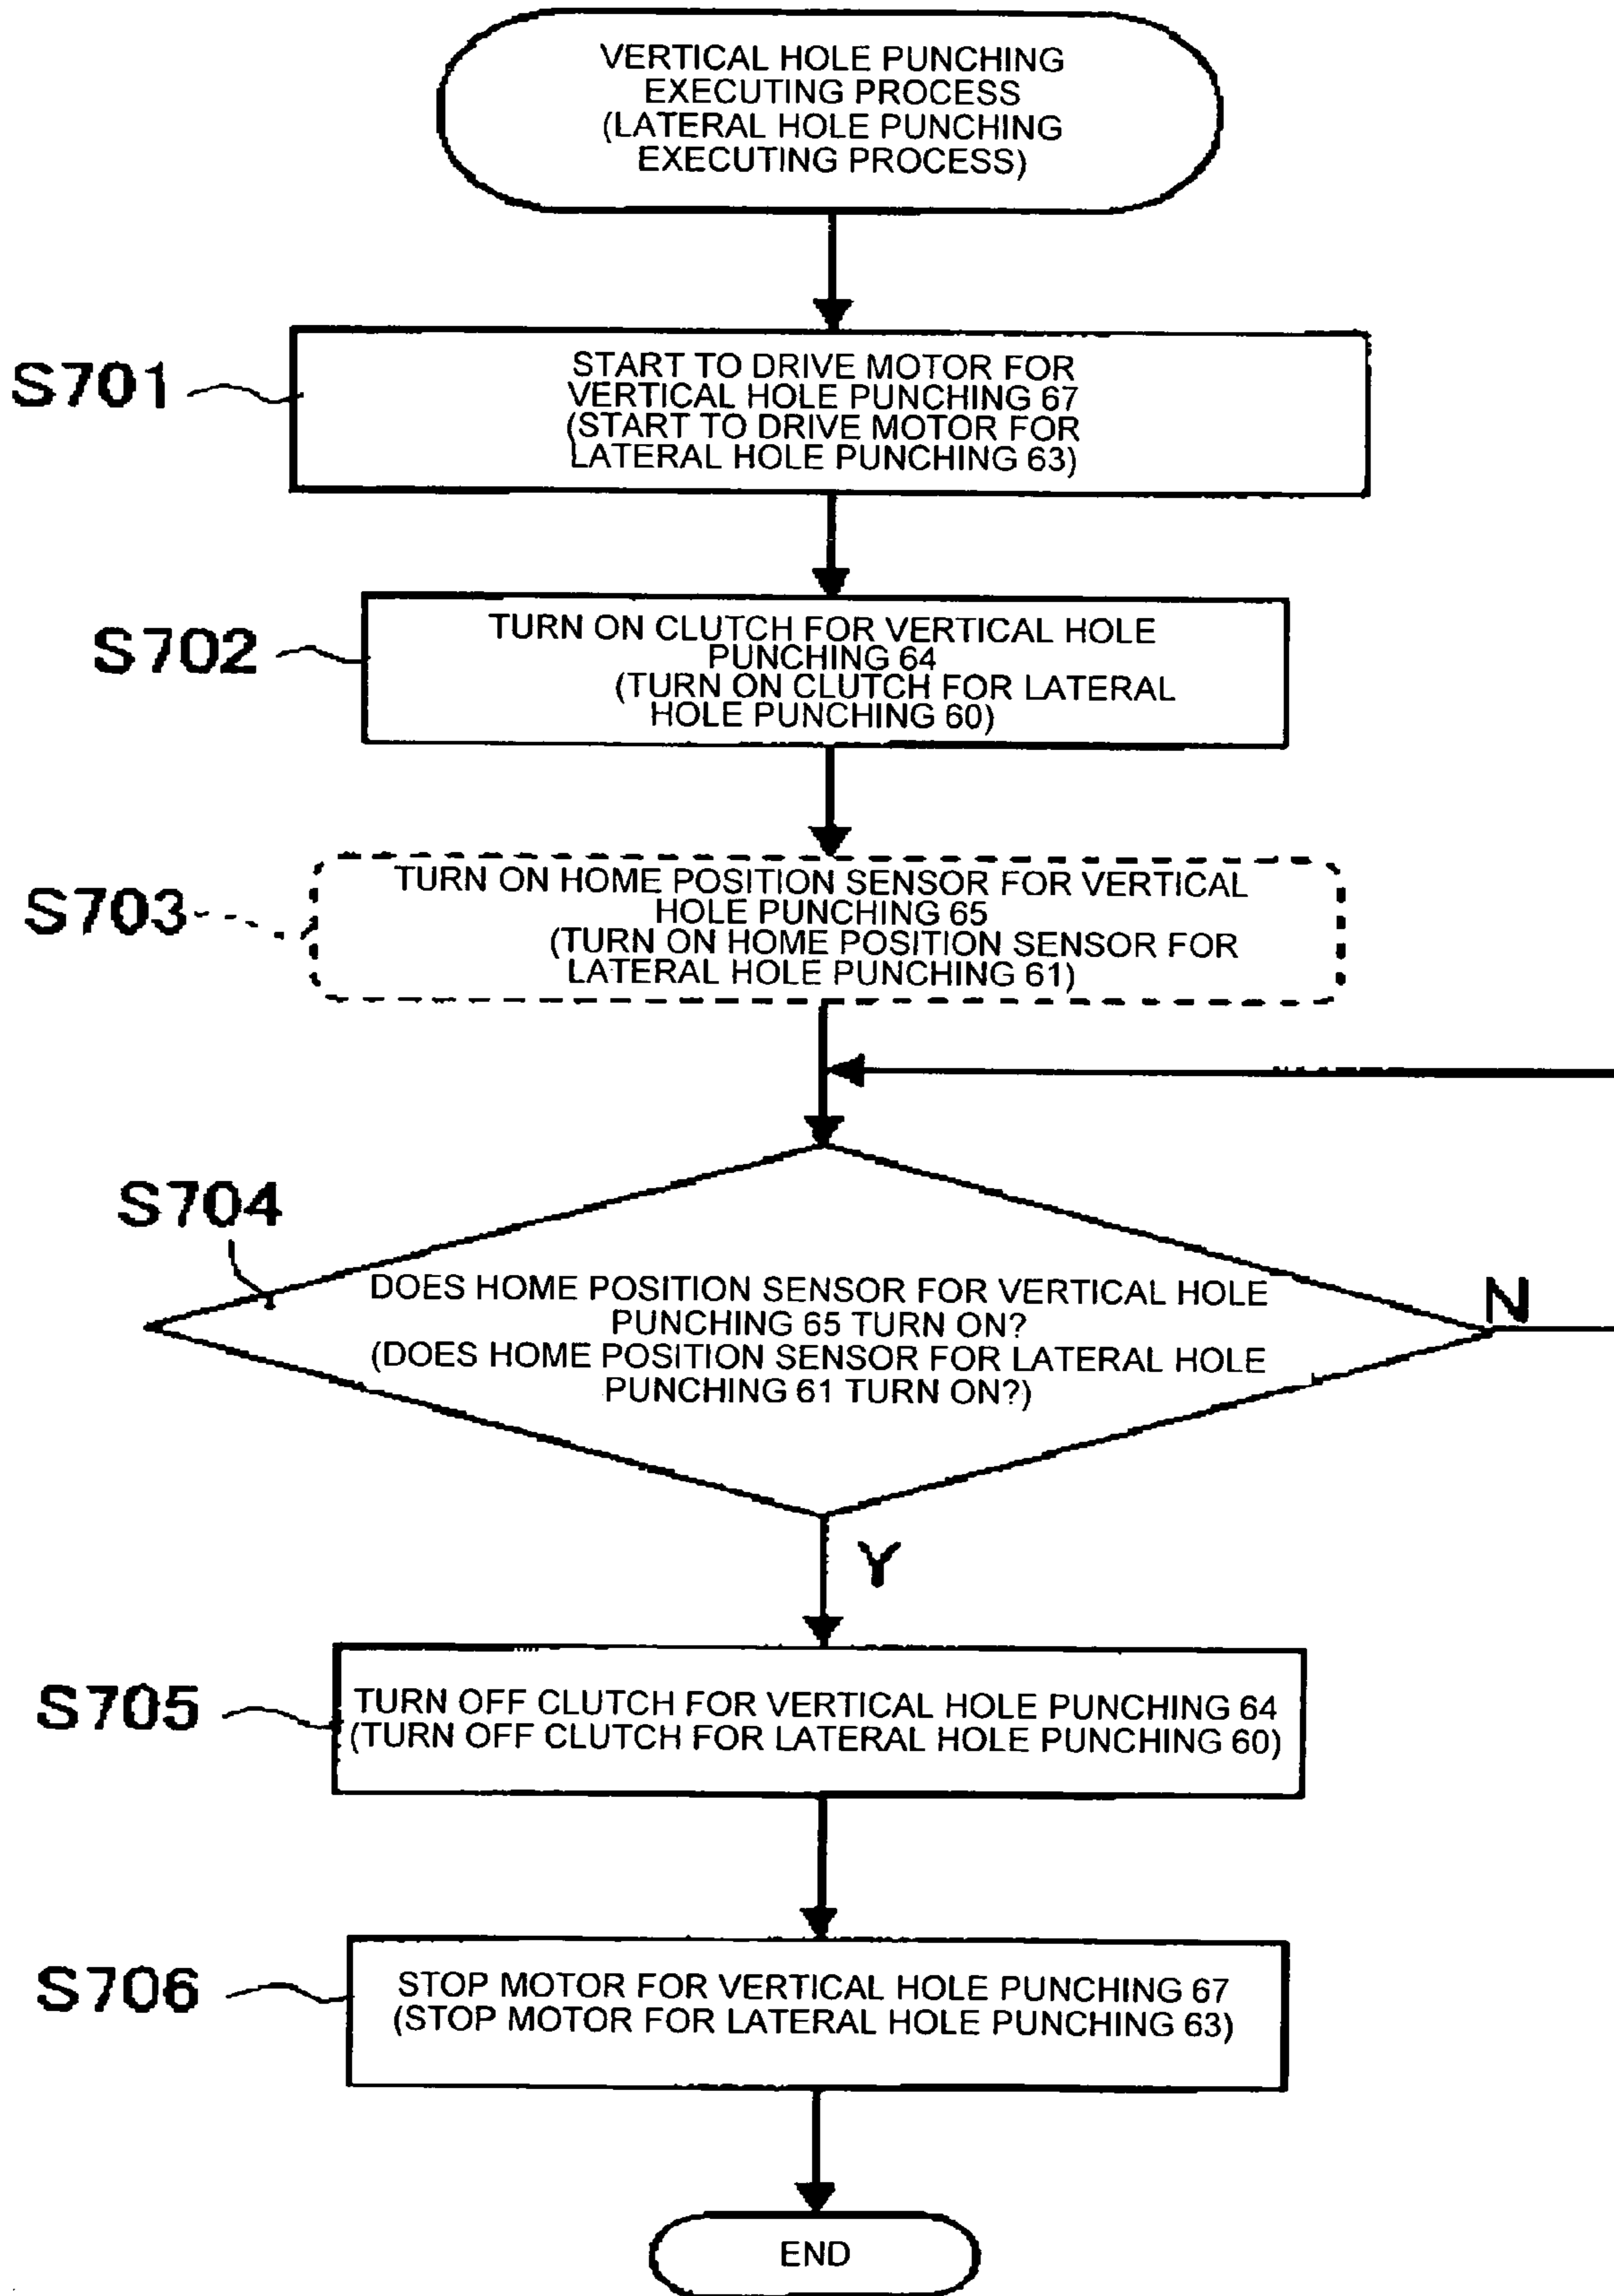 VERTICAL HOLE PUNCHING
EXECUTING PROCESS
(LATERAL HOLE PUNCHING
EXECUTING PROCESS)
S701
START TO DRIVE MOTOR FOR
VERTICAL HOLE PUNCHING 67
(START TO DRIVE MOTOR FOR
LATERAL HOLE PUNCHING 63)
S702
TURN ON CLUTCH FOR VERTICAL HOLE
PUNCHING 64
(TURN ON CLUTCH FOR LATERAL
HOLE PUNCHING 60)
S703
TURN ON HOME POSITION SENSOR FOR VERTICAL
HOLE PUNCHING 65
(TURN ON HOME POSITION SENSOR FOR
LATERAL HOLE PUNCHING 61)
S704
DOES HOME POSITION SENSOR FOR VERTICAL HOLE
PUNCHING 65 TURN ON?
(DOES HOME POSITION SENSOR FOR LATERAL HOLE
PUNCHING 61 TURN ON?)
N
Y
S705
TURN OFF CLUTCH FOR VERTICAL HOLE PUNCHING 64
(TURN OFF CLUTCH FOR LATERAL HOLE PUNCHING 60)
S706
STOP MOTOR FOR VERTICAL HOLE PUNCHING 67
(STOP MOTOR FOR LATERAL HOLE PUNCHING 63)
END